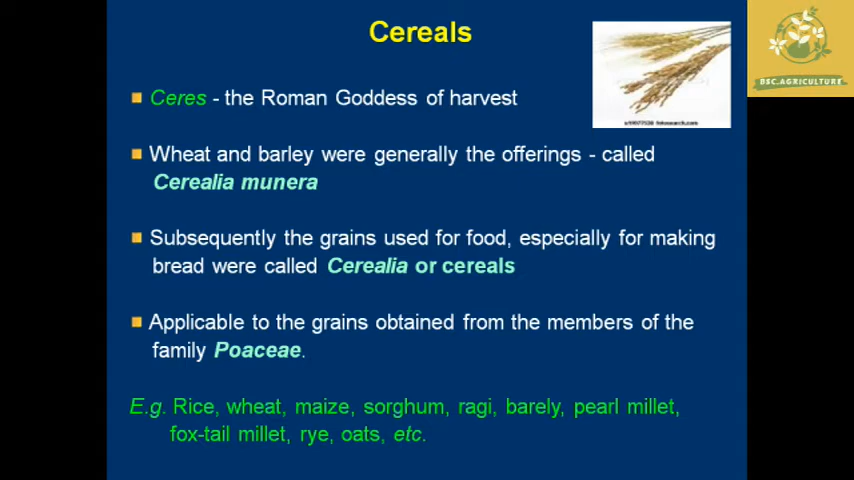 Cereals
BSC.AGRICULTURE
Ceres - the Roman Goddess of harvest
Wheat and barley were generally the offerings - called
Cerealia munera
Subsequently the grains used for food, especially for making
bread were called Cerealia or cereals
Applicable to the grains obtained from the members of the
family Poaceae.
E.g. Rice, wheat, maize, sorghum, ragi, barely, pearl millet,
fox-tail millet, rye, oats, etc.